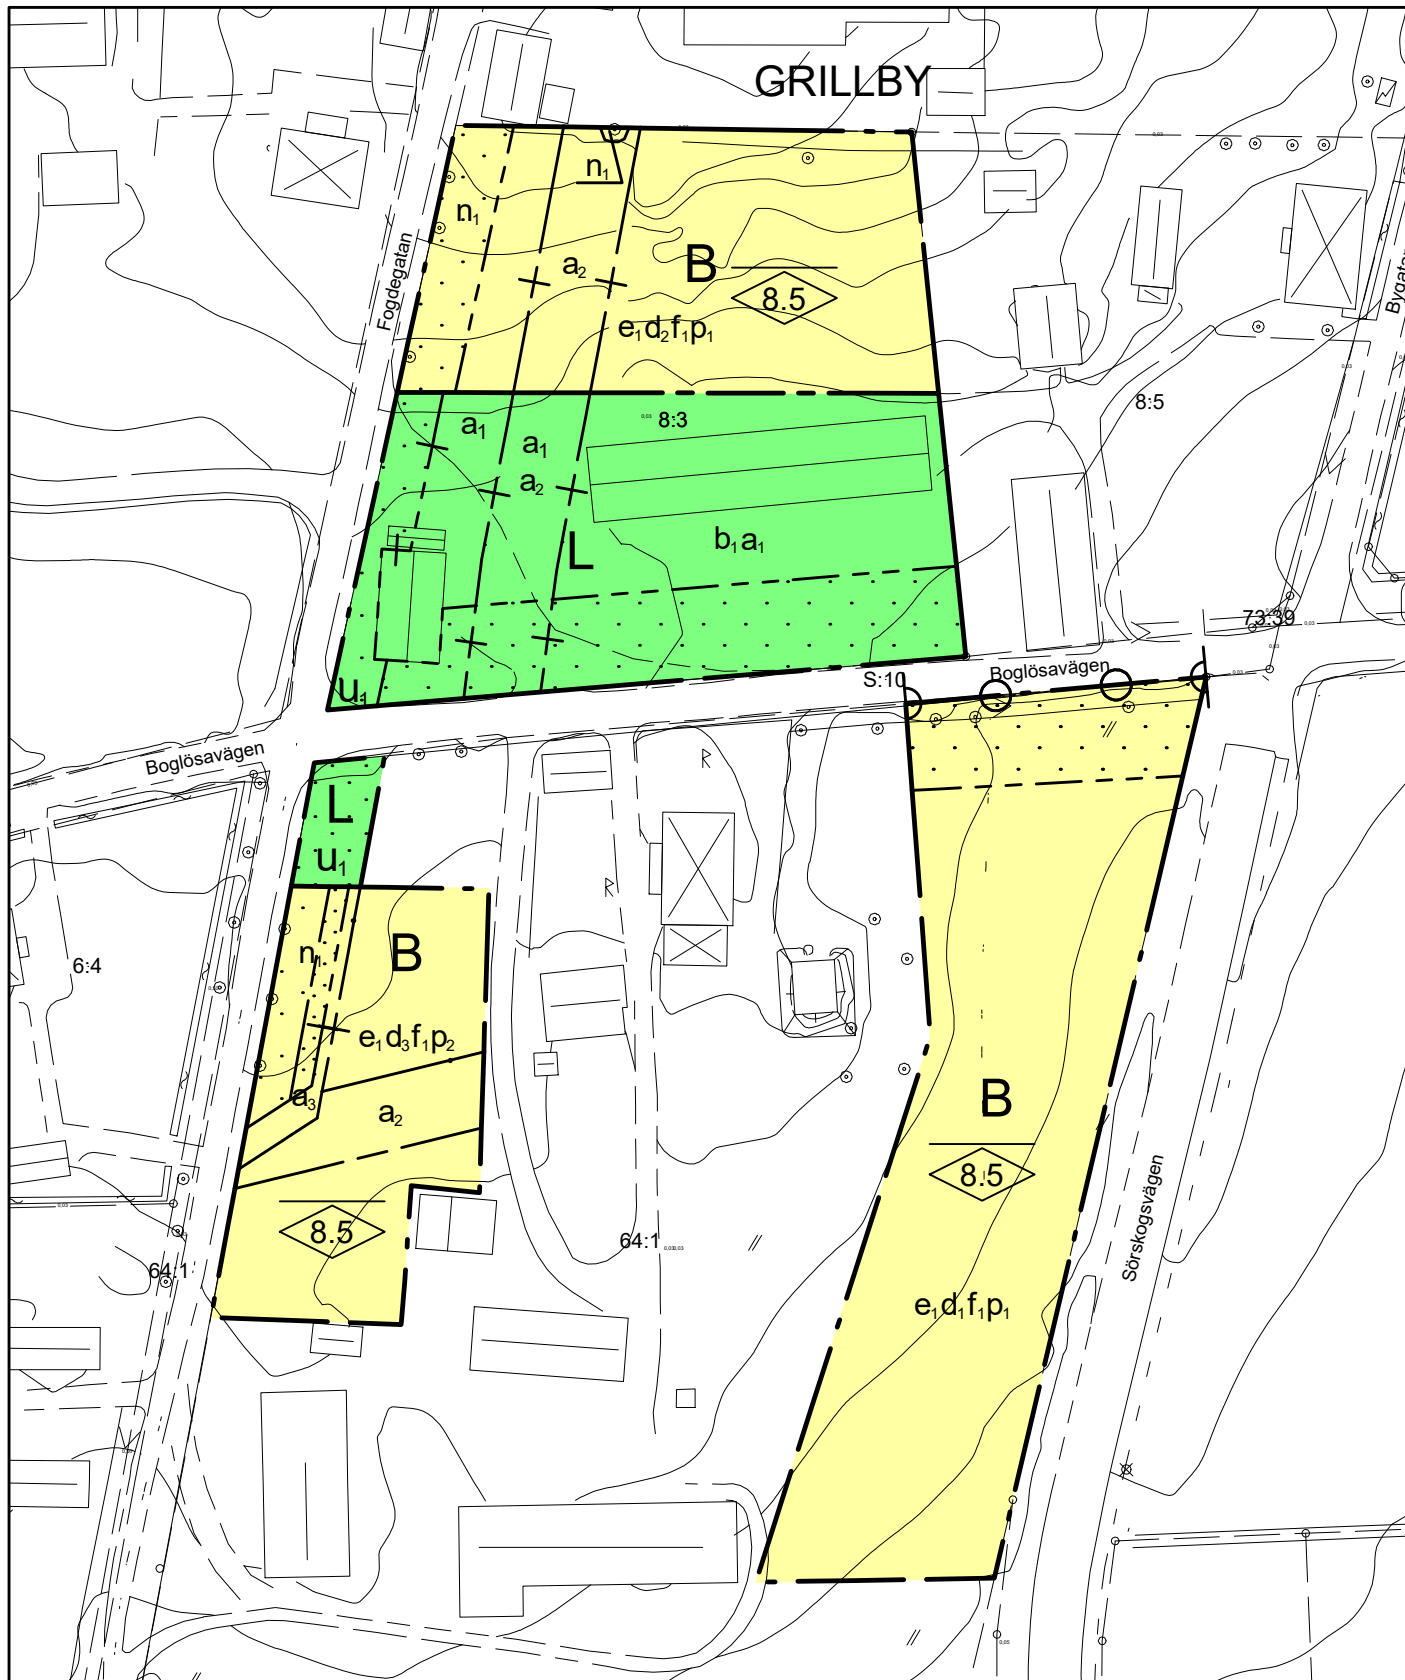 GRILLBY
n₁
n₁
Fogdegatan
a₂
B
8.5
e₁d₂f₁p₁
8:3
8:5
a₁
a₁
a₂
L
b₁a₁
u₁
73:39
S:10
Boglösavägen
Boglösavägen
L
u₁
n₁
B
6:4
e₁d₃f₁p₂
a₃
a₂
B
8.5
8.5
64:1
64:1
Sörskogsvägen
e₁d₁f₁p₁